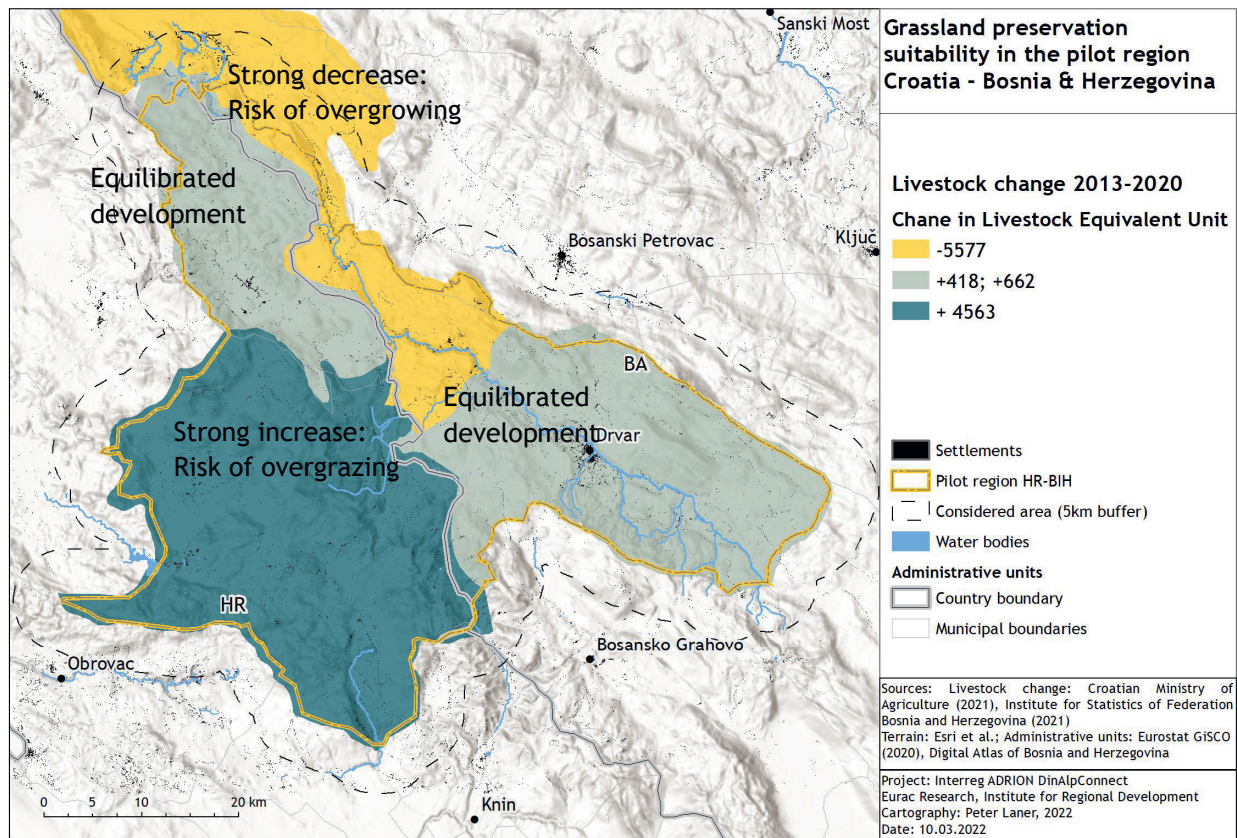 Sanski Most
Strong decrease:
Risk of overgrowing
Equilibrated
development
Bosanski Petrovac
Ključ
BA
Equilibrated
development
Drvar
Strong increase:
Risk of overgrazing
HR
Bosansko Grahovo
Obrovac
Knin
0 5 10 20 km
Grassland preservation
suitability in the pilot region
Croatia - Bosnia & Herzegovina
Livestock change 2013-2020
Chane in Livestock Equivalent Unit
-5577
+418; +662
+ 4563
Settlements
Pilot region HR-BIH
Considered area (5km buffer)
Water bodies
Administrative units
Country boundary
Municipal boundaries
Sources: Livestock change: Croatian Ministry of
Agriculture (2021), Institute for Statistics of Federation
Bosnia and Herzegovina (2021)
Terrain: Esri et al.; Administrative units: Eurostat GiSCO
(2020), Digital Atlas of Bosnia and Herzegovina
Project: Interreg ADRION DinAlpConnect
Eurac Research, Institute for Regional Development
Cartography: Peter Laner, 2022
Date: 10.03.2022